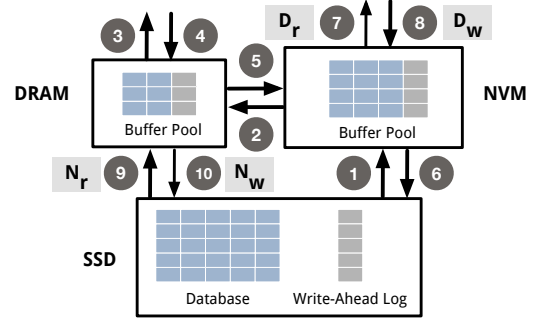 3
4
D_r
7
8
D_w
DRAM
5
NVM
Buffer Pool
2
Buffer Pool
N_r
9
10
N_w
1
6
SSD
Database
Write-Ahead Log